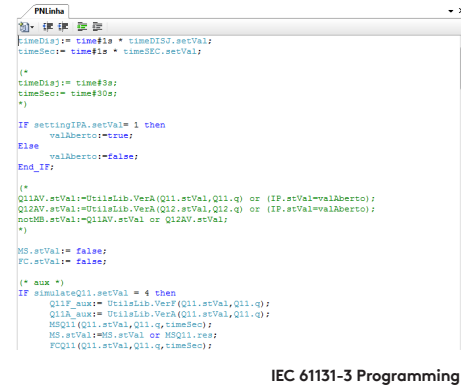 PNLinha
timeDisj:= time#1s * timeDISJ.setVal;
timeSec:= time#1s * timeSEC.setVal;
(*
timeDisj:= time#3s;
timeSec:= time#30s;
*)
IF settingIPA.setVal= 1 then
valAberto:=true;
Else
valAberto:=false;
End_IF;
(*
Q11AV.stVal:=UtilsLib.VerA(Q11.stVal,Q11.q) or (IP.stVal=valAberto);
Q12AV.stVal:=UtilsLib.VerA(Q12.stVal,Q12.q) or (IP.stVal=valAberto);
notMB.stVal:=Q11AV.stVal or Q12AV.stVal;
*)
MS.stVal:= false;
FC.stVal:= false;
(* aux *)
IF simulateQ11.setVal = 4 then
Q11F_aux:= UtilsLib.VerF(Q11.stVal,Q11.q);
Q11A_aux:= UtilsLib.VerA(Q11.stVal,Q11.q);
MSQ11(Q11.stVal,Q11.q,timeSec);
MS.stVal:=MS.stVal or MSQ11.res;
FCQ11(Q11.stVal,Q11.q,timeSec);
IEC 61131-3 Programming